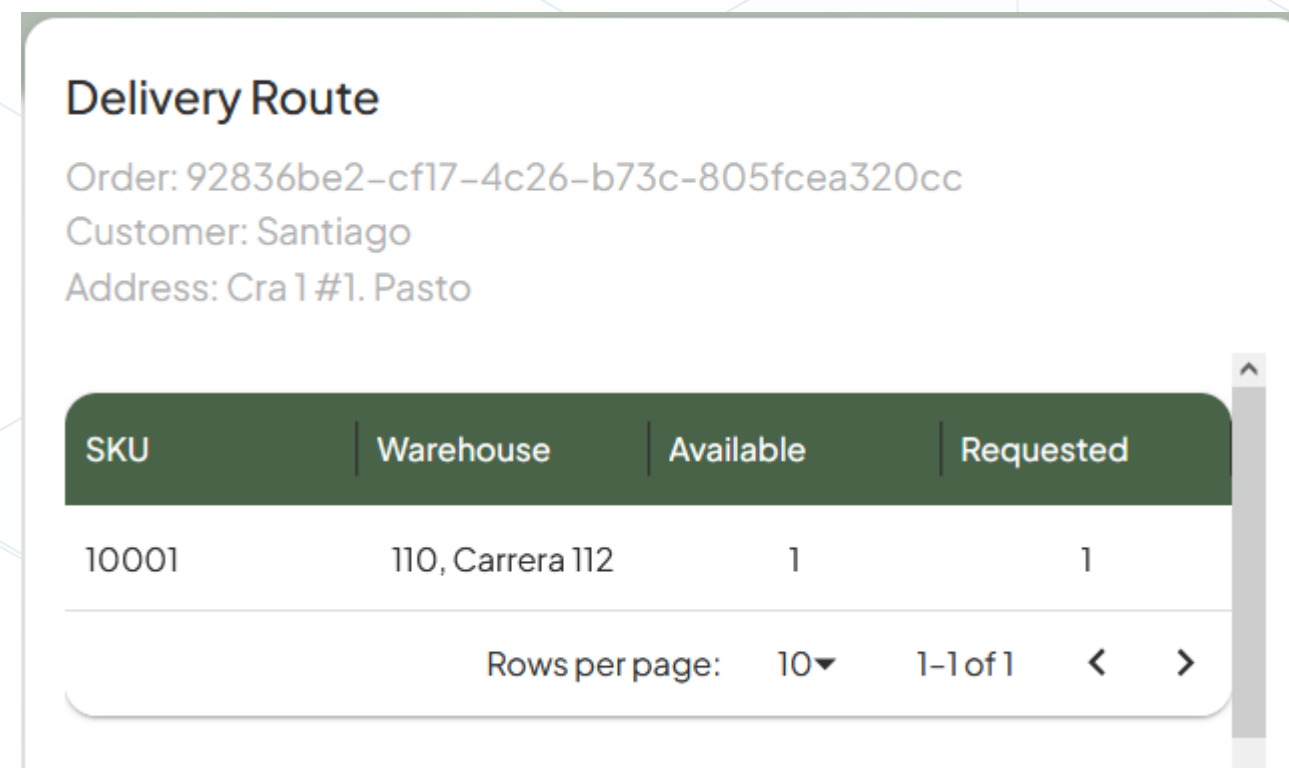 Delivery Route
Order: 92836be2-cf17-4c26-b73c-805fcea320cc
Customer: Santiago
Address: Cra 1 #1. Pasto
SKU Warehouse Available Requested
10001 110, Carrera 112 1 1
Rows per page: 10 1-1 of 1